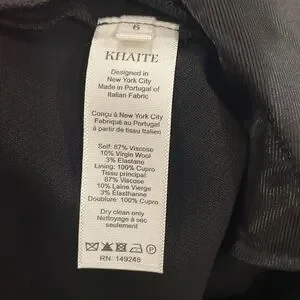 6
KHAITE
Designed in
New York City
Made in Portugal of
Italian Fabric
Conçu à New York City
Fabriqué au Portugal
à partir de tissu Italien
Self: 87% Viscose
10% Virgin Wool
3% Elastane
Lining: 100% Cupro
Tissu principal:
87% Viscose
10% Laine Vierge
3% Élasthanne
Doublure: 100% Cupro
Dry clean only
Nettoyage à sec
seulement
P
RN: 149248